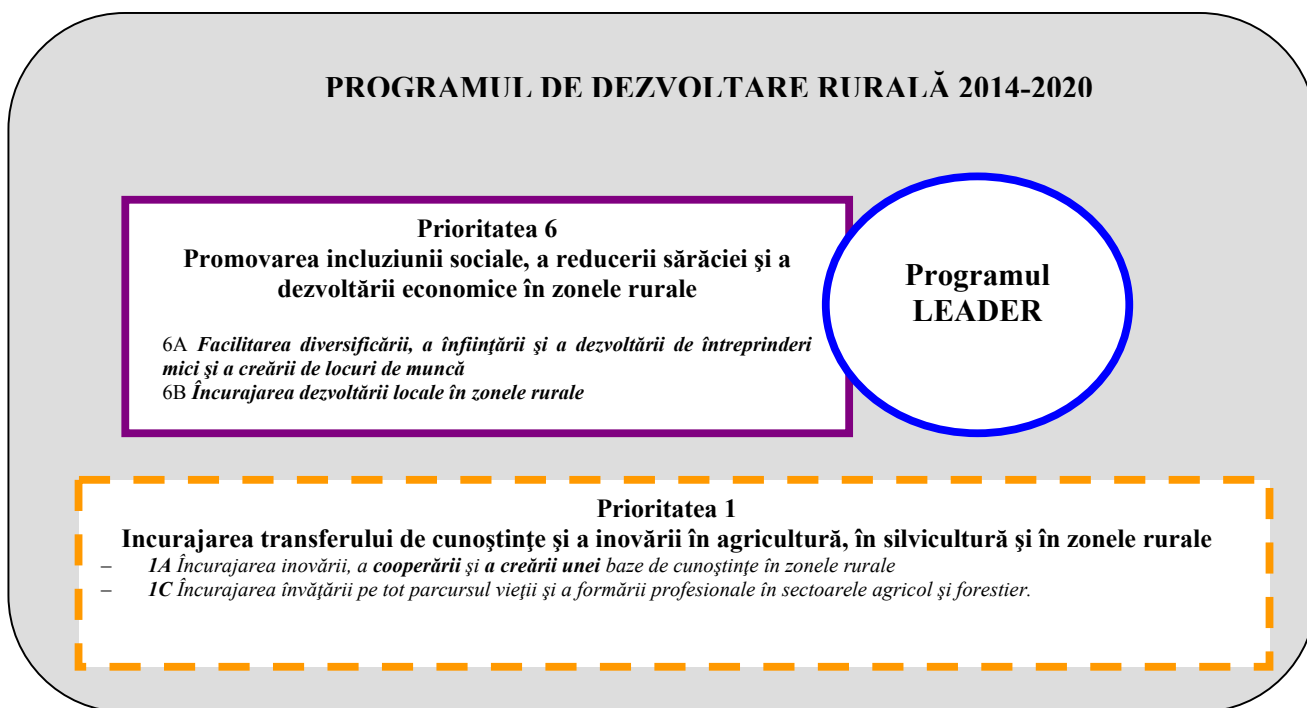 PROGRAMUL DE DEZVOLTARE RURALĂ 2014-2020
Prioritatea 6
Promovarea incluziunii sociale, a reducerii sărăciei şi a
dezvoltării economice în zonele rurale
6A Facilitarea diversificării, a înfiinţării şi a dezvoltării de întreprinderi
mici şi a creării de locuri de muncă
6B Încurajarea dezvoltării locale în zonele rurale
Programul
LEADER
Prioritatea 1
Incurajarea transferului de cunoştinţe şi a inovării în agricultură, în silvicultură şi în zonele rurale
– 1A Încurajarea inovării, a cooperării şi a creării unei baze de cunoştinţe în zonele rurale
– 1C Încurajarea învăţării pe tot parcursul vieţii şi a formării profesionale în sectoarele agricol şi forestier.